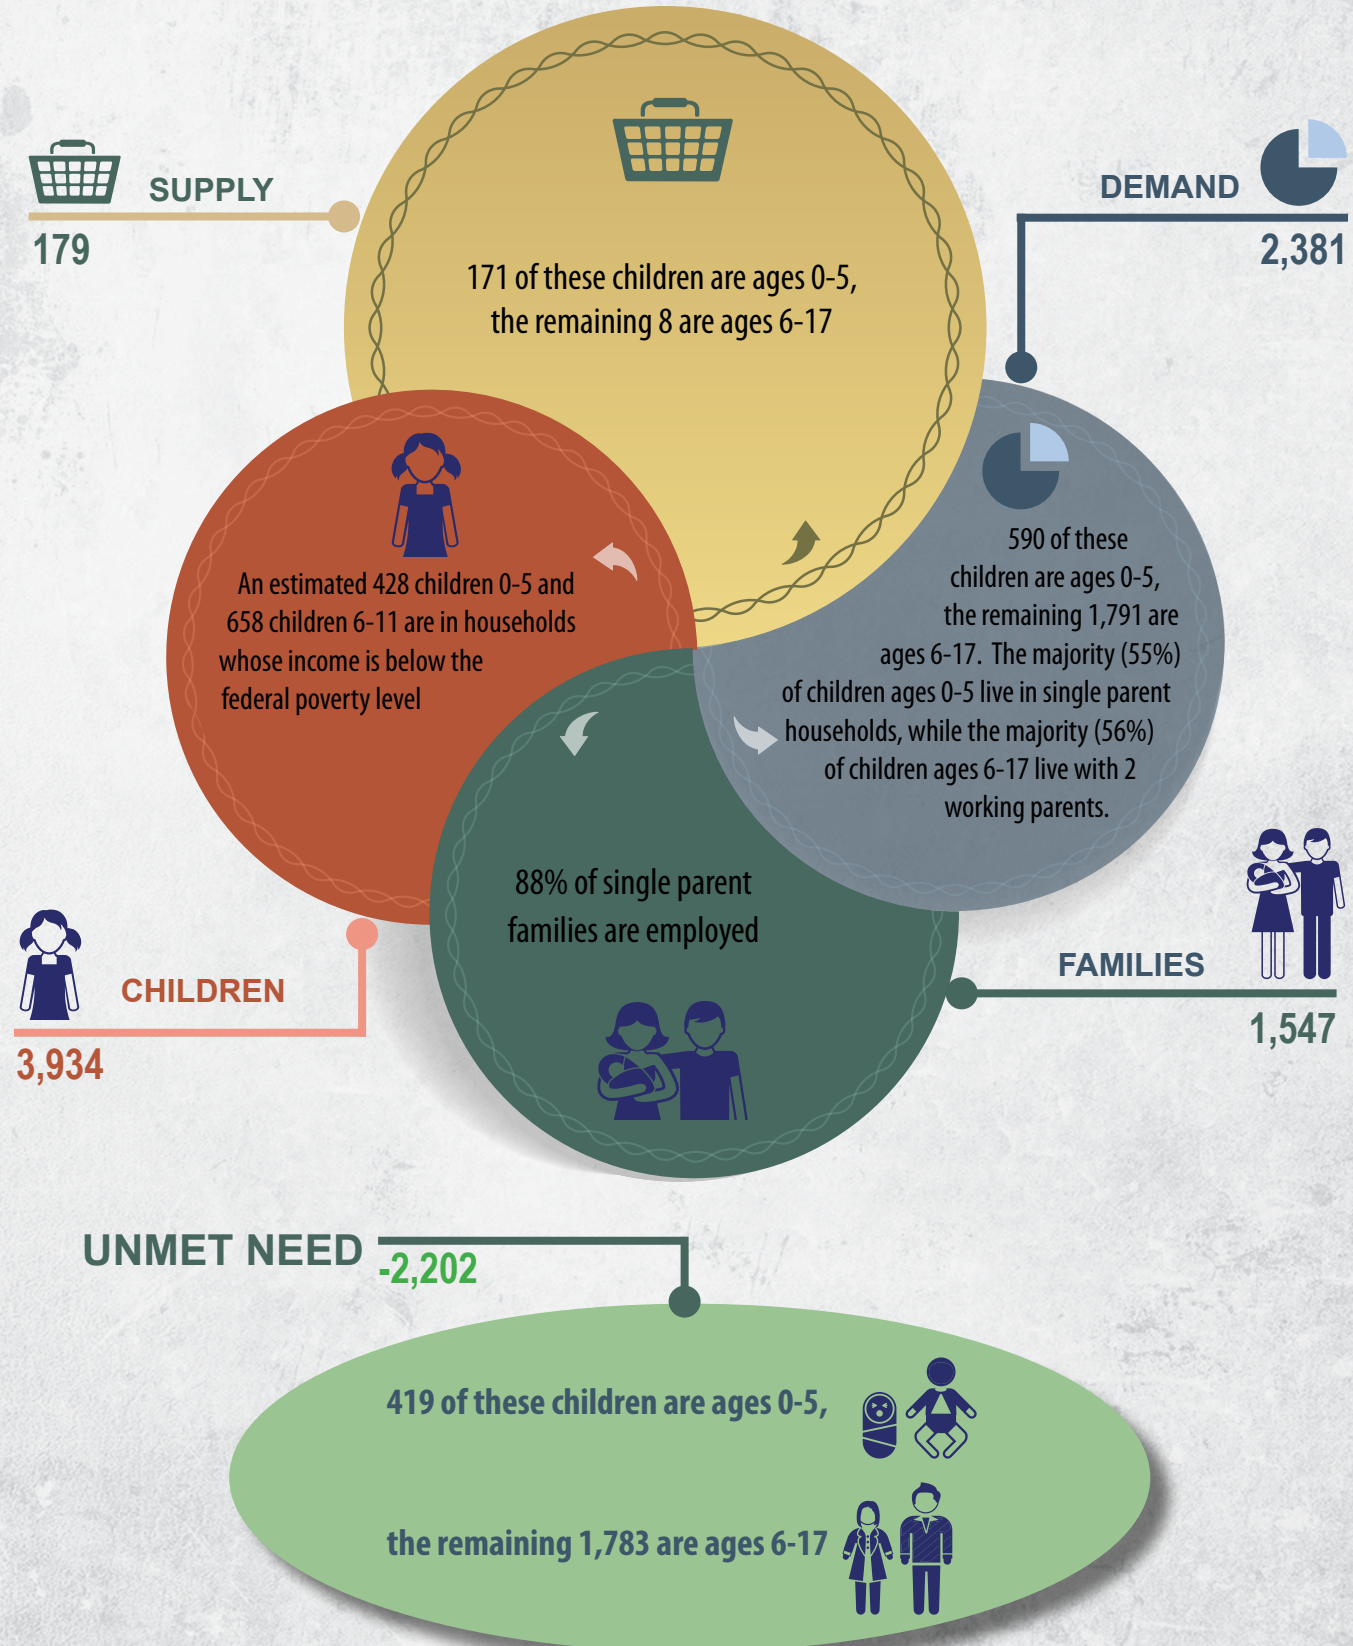 SUPPLY
179
DEMAND
2,381
171 of these children are ages 0-5,
the remaining 8 are ages 6-17
An estimated 428 children 0-5 and
658 children 6-11 are in households
whose income is below the
federal poverty level
590 of these
children are ages 0-5,
the remaining 1,791 are
ages 6-17.  The majority (55%)
of children ages 0-5 live in single parent
households, while the majority (56%)
of children ages 6-17 live with 2
working parents.
88% of single parent
families are employed
CHILDREN
3,934
FAMILIES
1,547
UNMET NEED
-2,202
419 of these children are ages 0-5,
the remaining 1,783 are ages 6-17